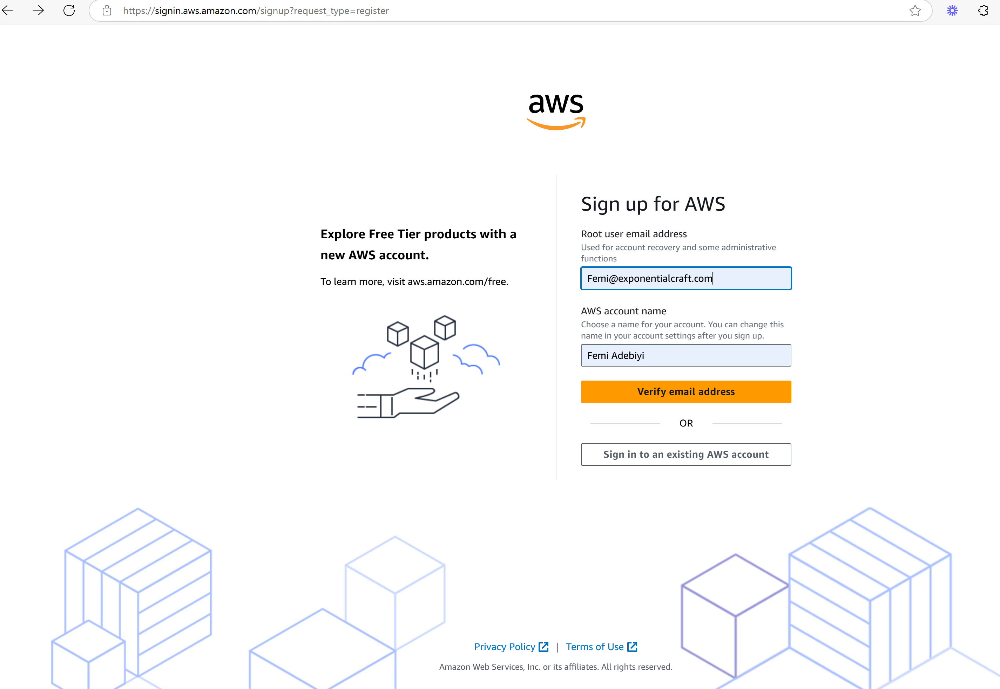 https://signin.aws.amazon.com/signup?request_type=register
aws
Explore Free Tier products with a
new AWS account.
To learn more, visit aws.amazon.com/free.
Sign up for AWS
Root user email address
Used for account recovery and some administrative
functions
Femi@exponentialcraft.com
AWS account name
Choose a name for your account. You can change this
name in your account settings after you sign up.
Femi Adebiyi
Verify email address
OR
Sign in to an existing AWS account
Privacy Policy | Terms of Use
Amazon Web Services, Inc. or its affiliates. All rights reserved.